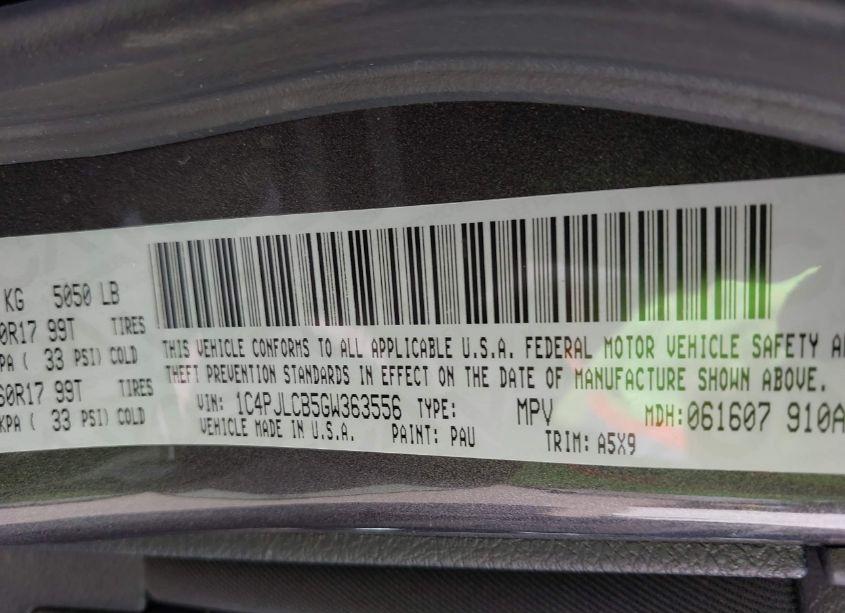 KG 5050 LB
0R17 99T TIRES
PA ( 33 PSI) COLD
60R17 99T TIRES
KPA ( 33 PSI) COLD
THIS VEHICLE CONFORMS TO ALL APPLICABLE U.S.A. FEDERAL MOTOR VEHICLE SAFETY A
THEFT PREVENTION STANDARDS IN EFFECT ON THE DATE OF MANUFACTURE SHOWN ABOVE.
VIN: 1C4PJLCB5GW363556 TYPE: MPV MDH:061607 910A
VEHICLE MADE IN U.S.A. PAINT: PAU TRIM: A5X9